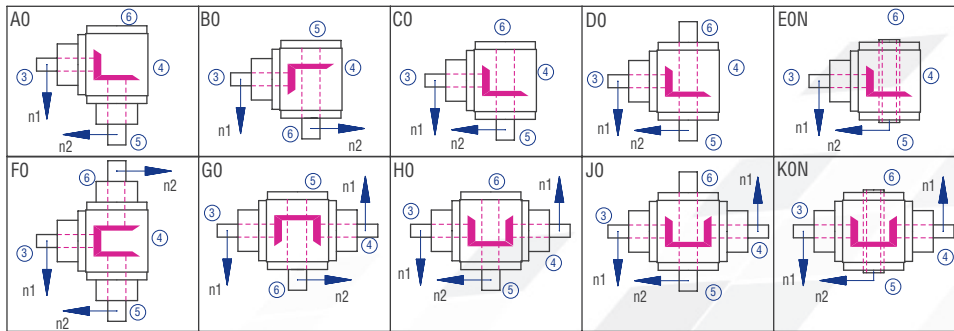 A0
⑥
③
④
n1
n2
⑤
B0
⑤
③
④
n1
⑥
n2
C0
⑥
③
④
n1
n2
⑤
D0
⑥
③
④
n1
n2
⑤
E0N
⑥
③
④
n1
n2
⑤
F0
⑥
n2
③
④
n1
n2
⑤
G0
⑤
n1
③
④
n1
⑥
n2
H0
⑥
n1
③
④
n1
n2
⑤
J0
⑥
n1
③
④
n1
n2
⑤
K0N
⑥
n1
③
④
n1
n2
⑤